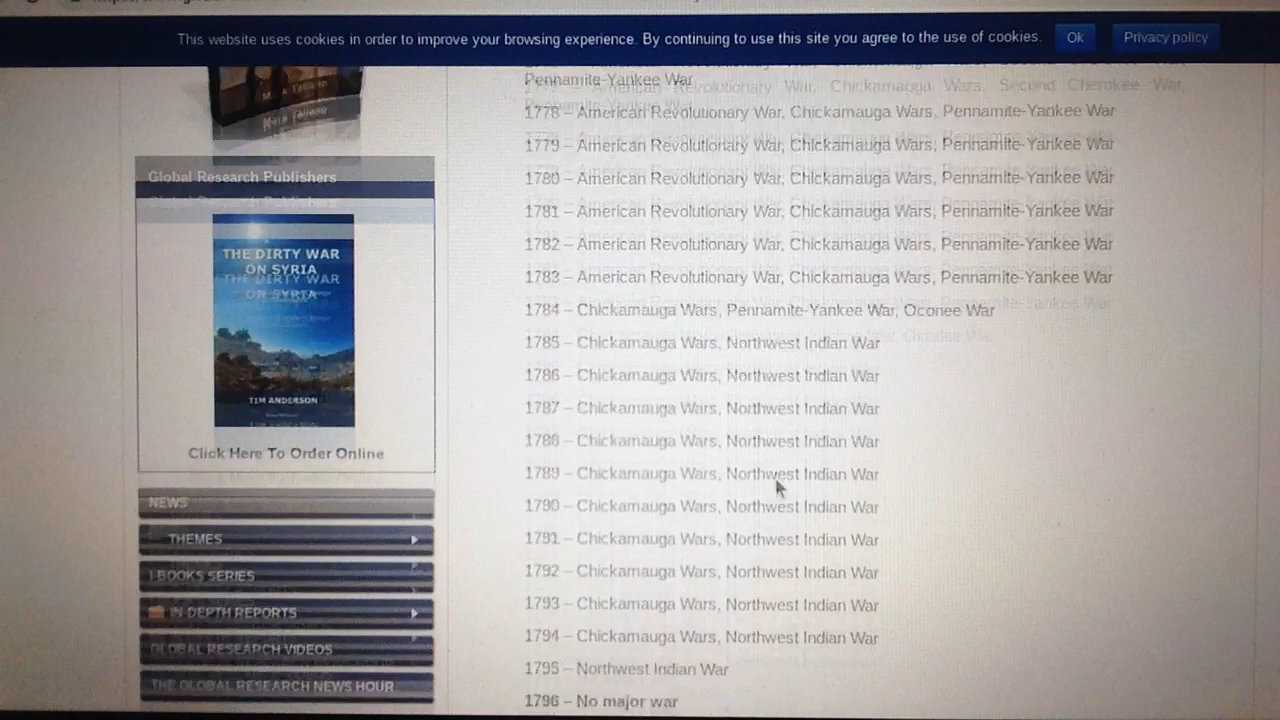 This website uses cookies in order to improve your browsing experience. By continuing to use this site you agree to the use of cookies.
Ok
Privacy policy
Pennamite-Yankee War
1778 – American Revolutionary War, Chickamauga Wars, Pennamite-Yankee War
1779 – American Revolutionary War, Chickamauga Wars, Pennamite-Yankee War
1780 – American Revolutionary War, Chickamauga Wars, Pennamite-Yankee War
1781 – American Revolutionary War, Chickamauga Wars, Pennamite-Yankee War
1782 – American Revolutionary War, Chickamauga Wars, Pennamite-Yankee War
1783 – American Revolutionary War, Chickamauga Wars, Pennamite-Yankee War
1784 – Chickamauga Wars, Pennamite-Yankee War, Oconee War
1785 – Chickamauga Wars, Northwest Indian War
1786 – Chickamauga Wars, Northwest Indian War
1787 – Chickamauga Wars, Northwest Indian War
1788 – Chickamauga Wars, Northwest Indian War
1789 – Chickamauga Wars, Northwest Indian War
1790 – Chickamauga Wars, Northwest Indian War
1791 – Chickamauga Wars, Northwest Indian War
1792 – Chickamauga Wars, Northwest Indian War
1793 – Chickamauga Wars, Northwest Indian War
1794 – Chickamauga Wars, Northwest Indian War
1795 – Northwest Indian War
1796 – No major war
Global Research Publishers
THE DIRTY WAR
ON SYRIA
TIM ANDERSON
Click Here To Order Online
NEWS
THEMES
I-BOOKS SERIES
IN-DEPTH REPORTS
GLOBAL RESEARCH VIDEOS
THE GLOBAL RESEARCH NEWS HOUR